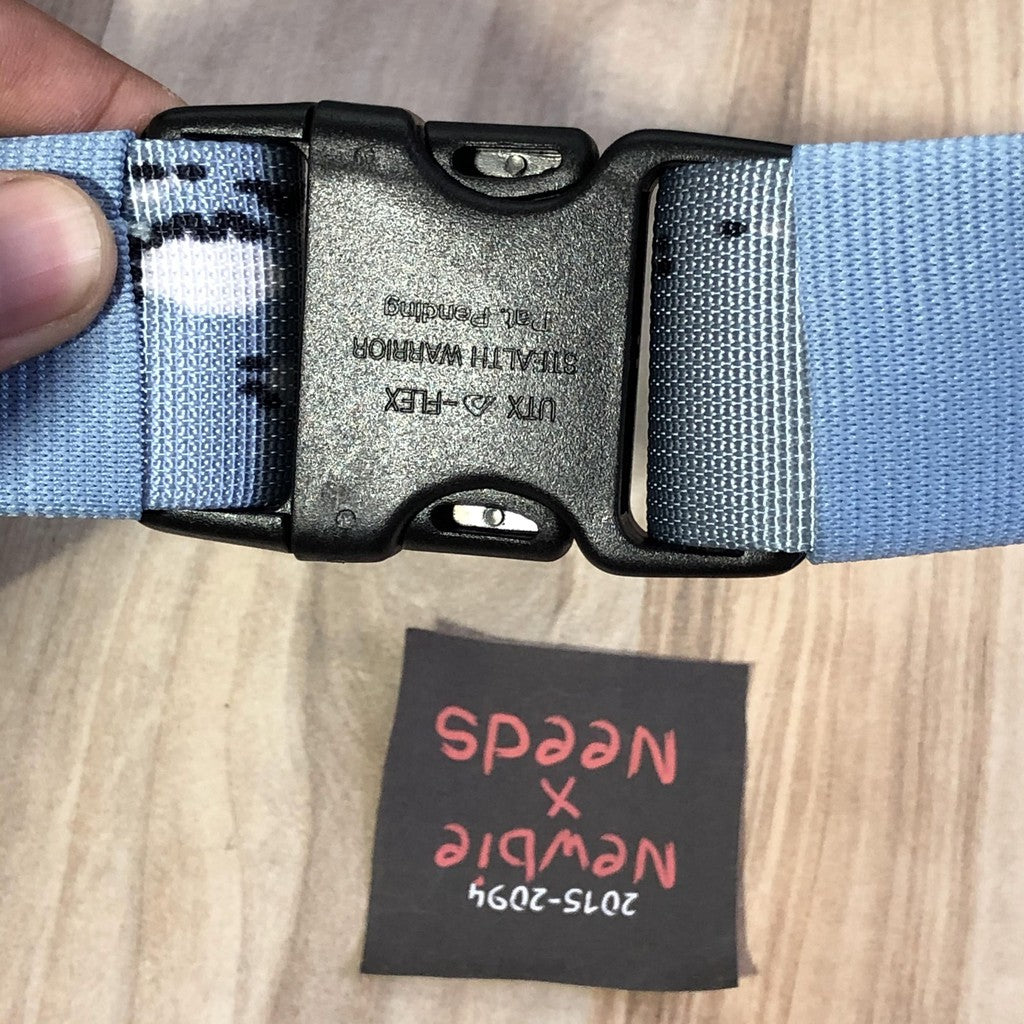 UTX △-FLEX
STEALTH WARRIOR
Pat. Pending
2015-2094
Newbie
x
Needs